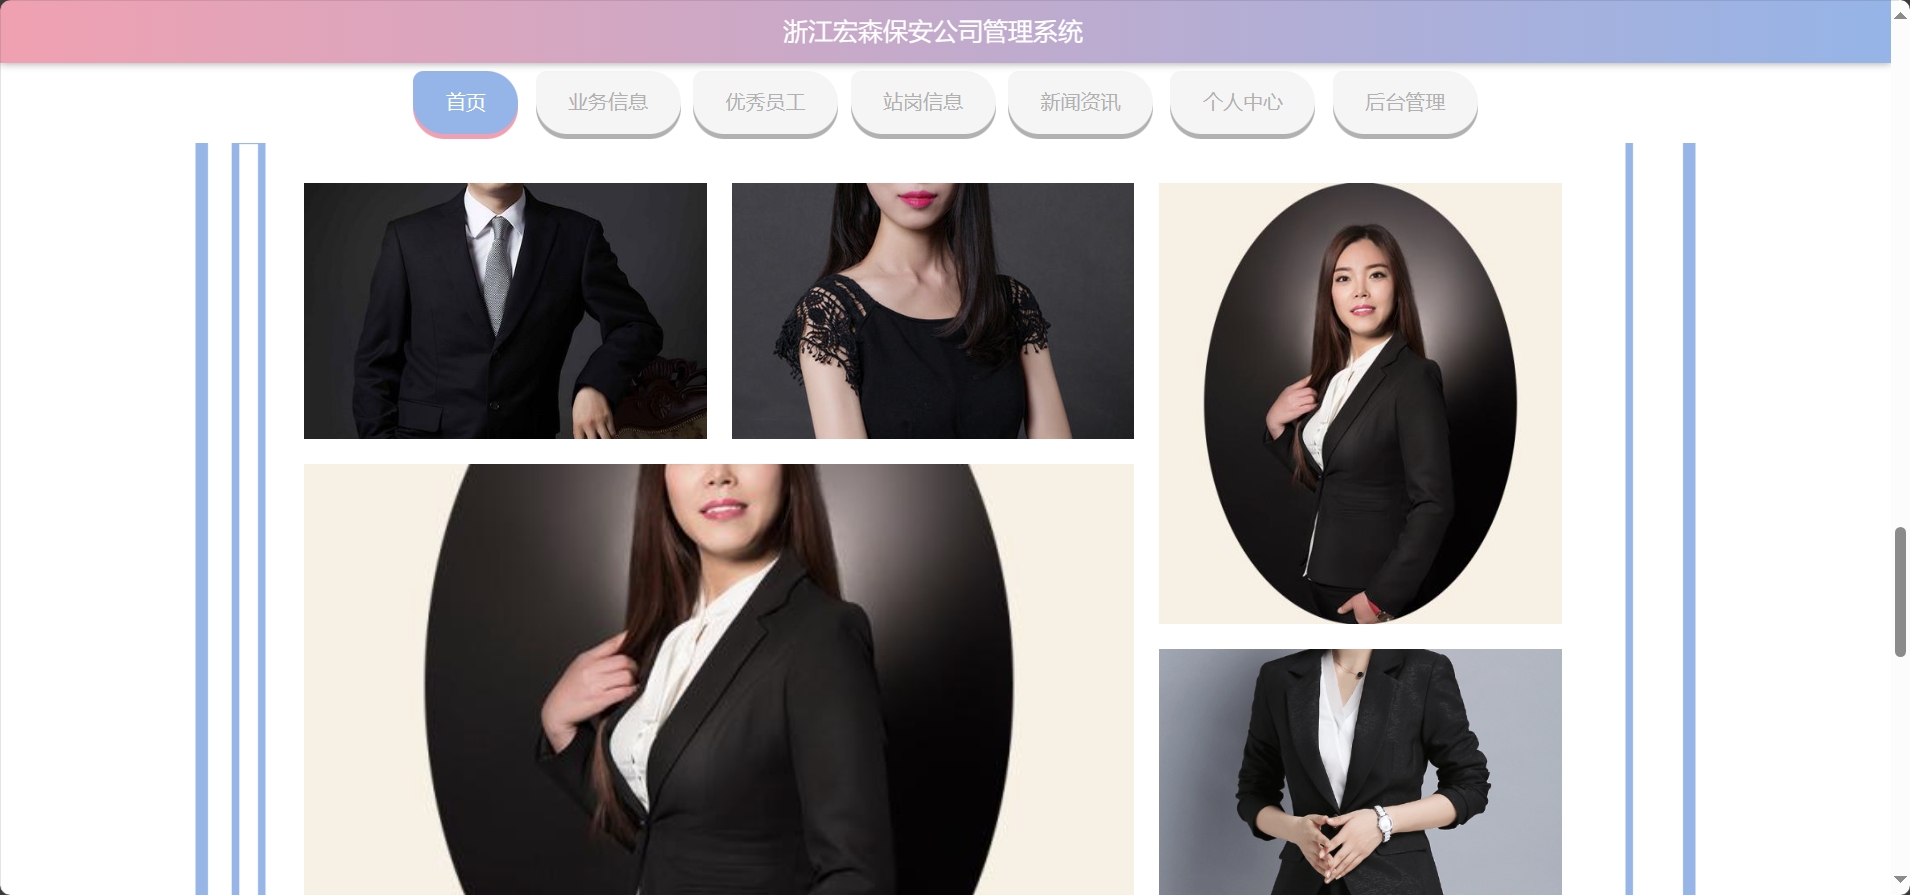 浙江宏森保安公司管理系统
首页
业务信息
优秀员工
站岗信息
新闻资讯
个人中心
后台管理